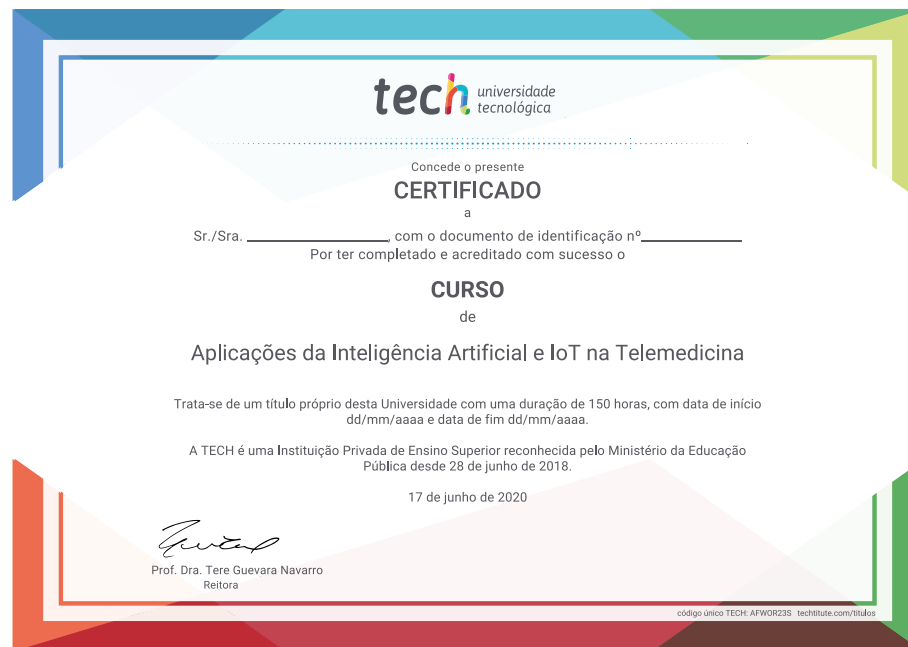 tech universidade
tecnológica
Concede o presente
CERTIFICADO
a
Sr./Sra. ________________, com o documento de identificação nº____________
Por ter completado e acreditado com sucesso o
CURSO
de
Aplicações da Inteligência Artificial e IoT na Telemedicina
Trata-se de um título próprio desta Universidade com uma duração de 150 horas, com data de início
dd/mm/aaaa e data de fim dd/mm/aaaa.
A TECH é uma Instituição Privada de Ensino Superior reconhecida pelo Ministério da Educação
Pública desde 28 de junho de 2018.
17 de junho de 2020
Prof. Dra. Tere Guevara Navarro
Reitora
código único TECH: AFWOR23S techtitute.com/titulos